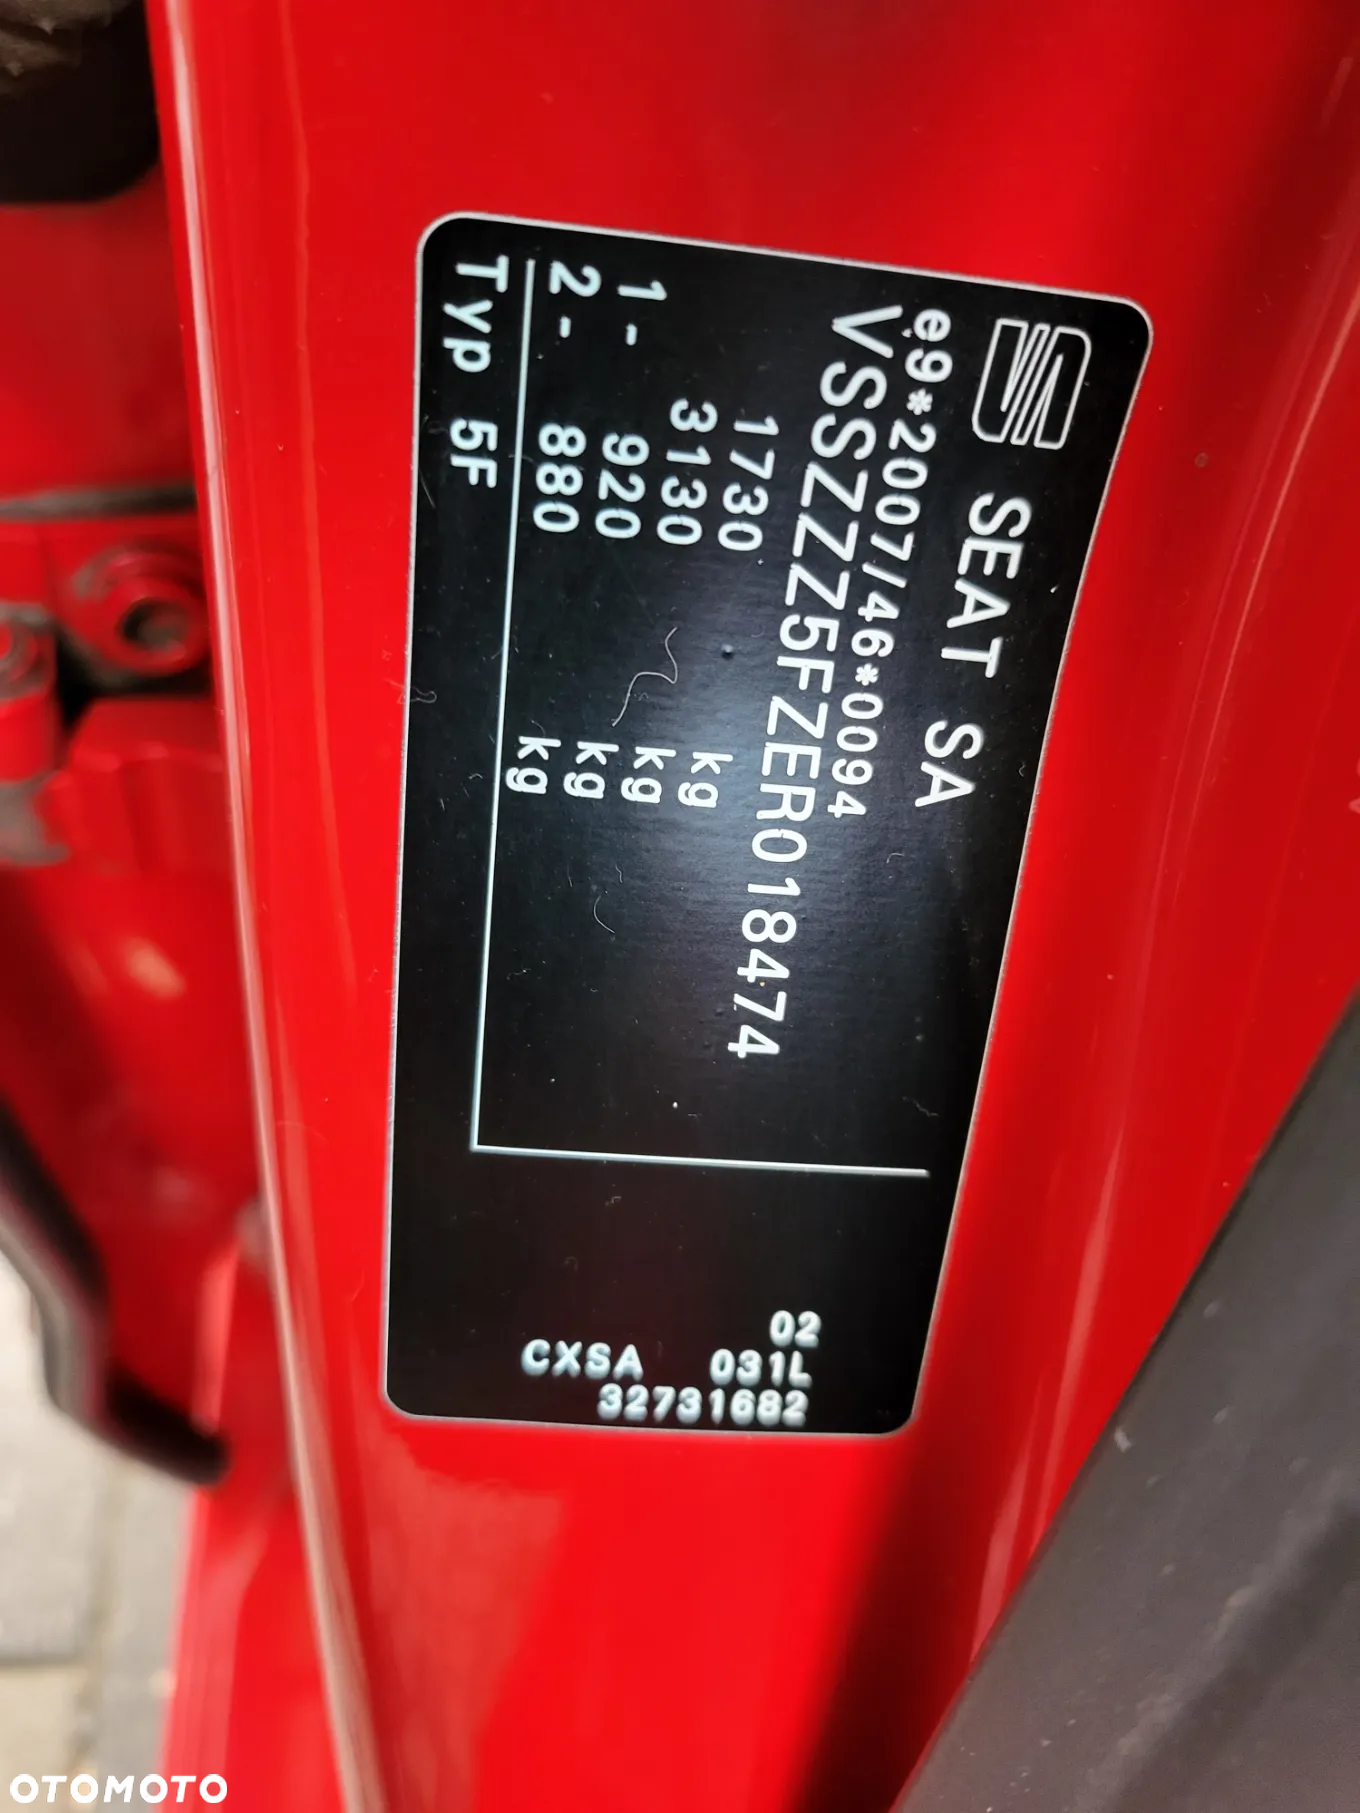 SEAT SA
e9*2007/46*0094
VSSZZZ5FZER018474
1730 kg
3130 kg
1- 920 kg
2- 880 kg
Typ 5F
02
031L
CXSA
32731682
OTOMOTO